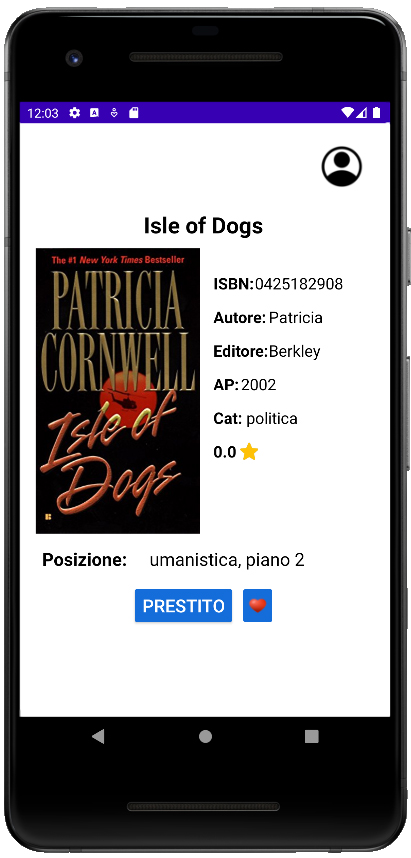 12:03
Isle of Dogs
The #1 New York Times Bestseller
PATRICIA
CORNWELL
Isle of
Dogs
ISBN:0425182908
Autore: Patricia
Editore:Berkley
AP: 2002
Cat: politica
0.0
Posizione: umanistica, piano 2
PRESTITO